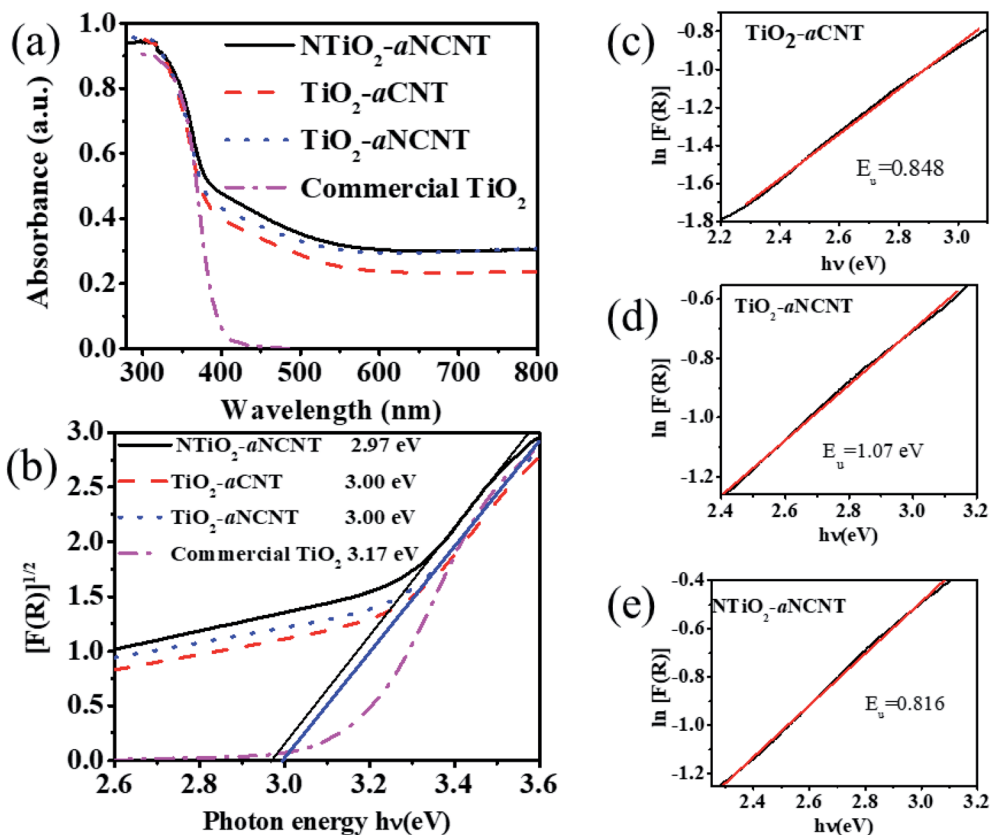 (a)
NTiO₂-aNCNT
TiO₂-aCNT
TiO₂-aNCNT
Commercial TiO₂
Absorbance (a.u.)
1.0
0.8
0.6
0.4
0.2
0.0
300 400 500 600 700 800
Wavelength (nm)
(b)
NTiO₂-aNCNT 2.97 eV
TiO₂-aCNT 3.00 eV
TiO₂-aNCNT 3.00 eV
Commercial TiO₂ 3.17 eV
[F(R)]^1/2
3.0
2.5
2.0
1.5
1.0
0.5
0.0
2.6 2.8 3.0 3.2 3.4 3.6
Photon energy hν(eV)
(c)
TiO₂-aCNT
ln [F(R)]
-0.8
-1.0
-1.2
-1.4
-1.6
-1.8
E_u=0.848
2.2 2.4 2.6 2.8 3.0
hν (eV)
(d)
TiO₂-aNCNT
ln [F(R)]
-0.6
-0.8
-1.0
-1.2
E_u=1.07 eV
2.4 2.6 2.8 3.0 3.2
hν(eV)
(e)
NTiO₂-aNCNT
ln [F(R)]
-0.4
-0.6
-0.8
-1.0
-1.2
E_u=0.816
2.4 2.6 2.8 3.0 3.2
hν(eV)